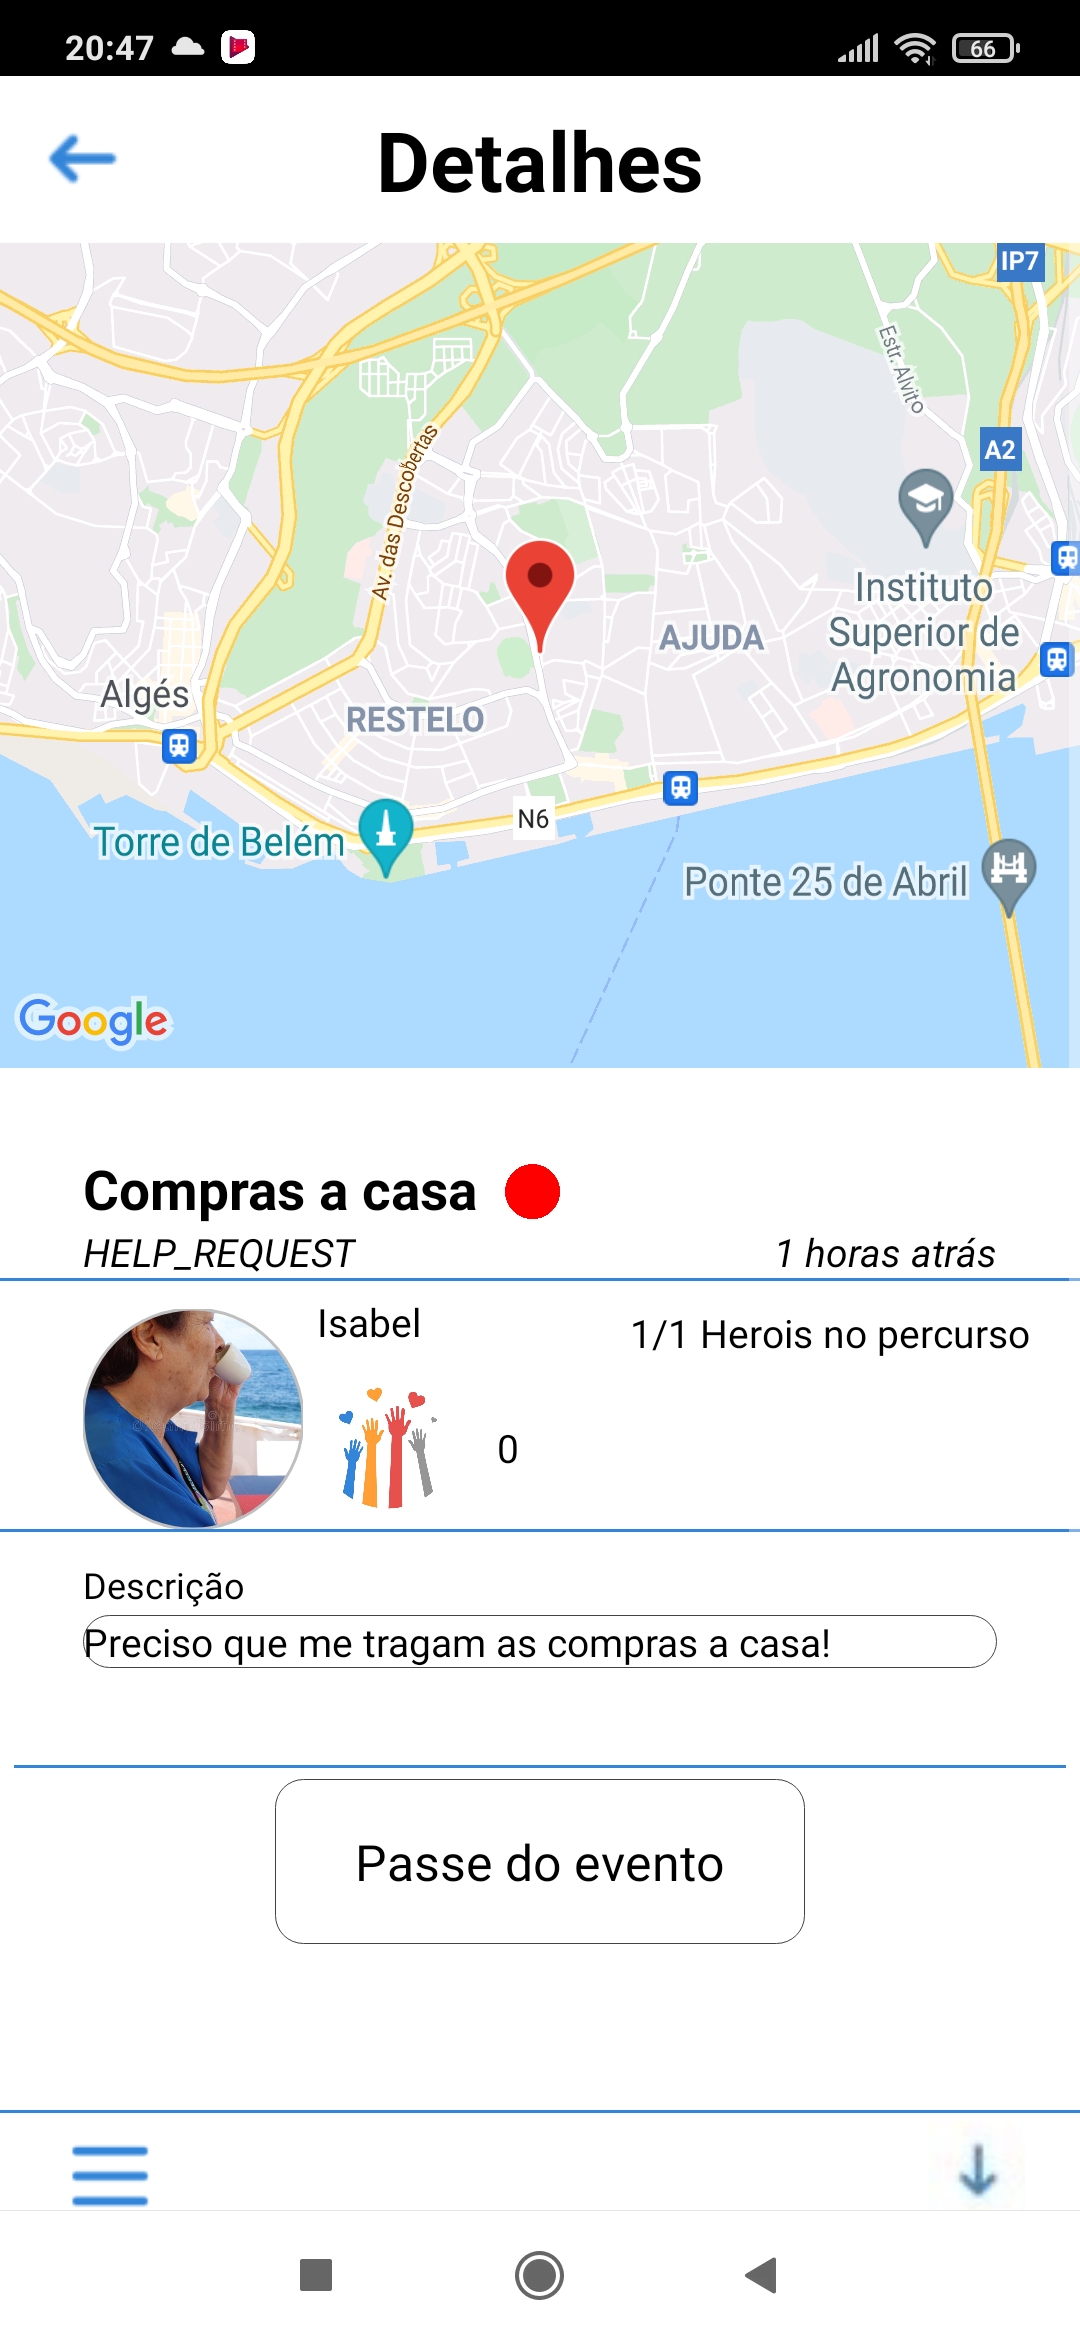 20:47
66
Detalhes
IP7
Estr. Alvito
A2
Av. das Descobertas
Instituto
Superior de
Agronomia
AJUDA
Algés
RESTELO
N6
Torre de Belém
Ponte 25 de Abril
Google
Compras a casa
HELP_REQUEST
1 horas atrás
Isabel
1/1 Herois no percurso
0
Descrição
Preciso que me tragam as compras a casa!
Passe do evento